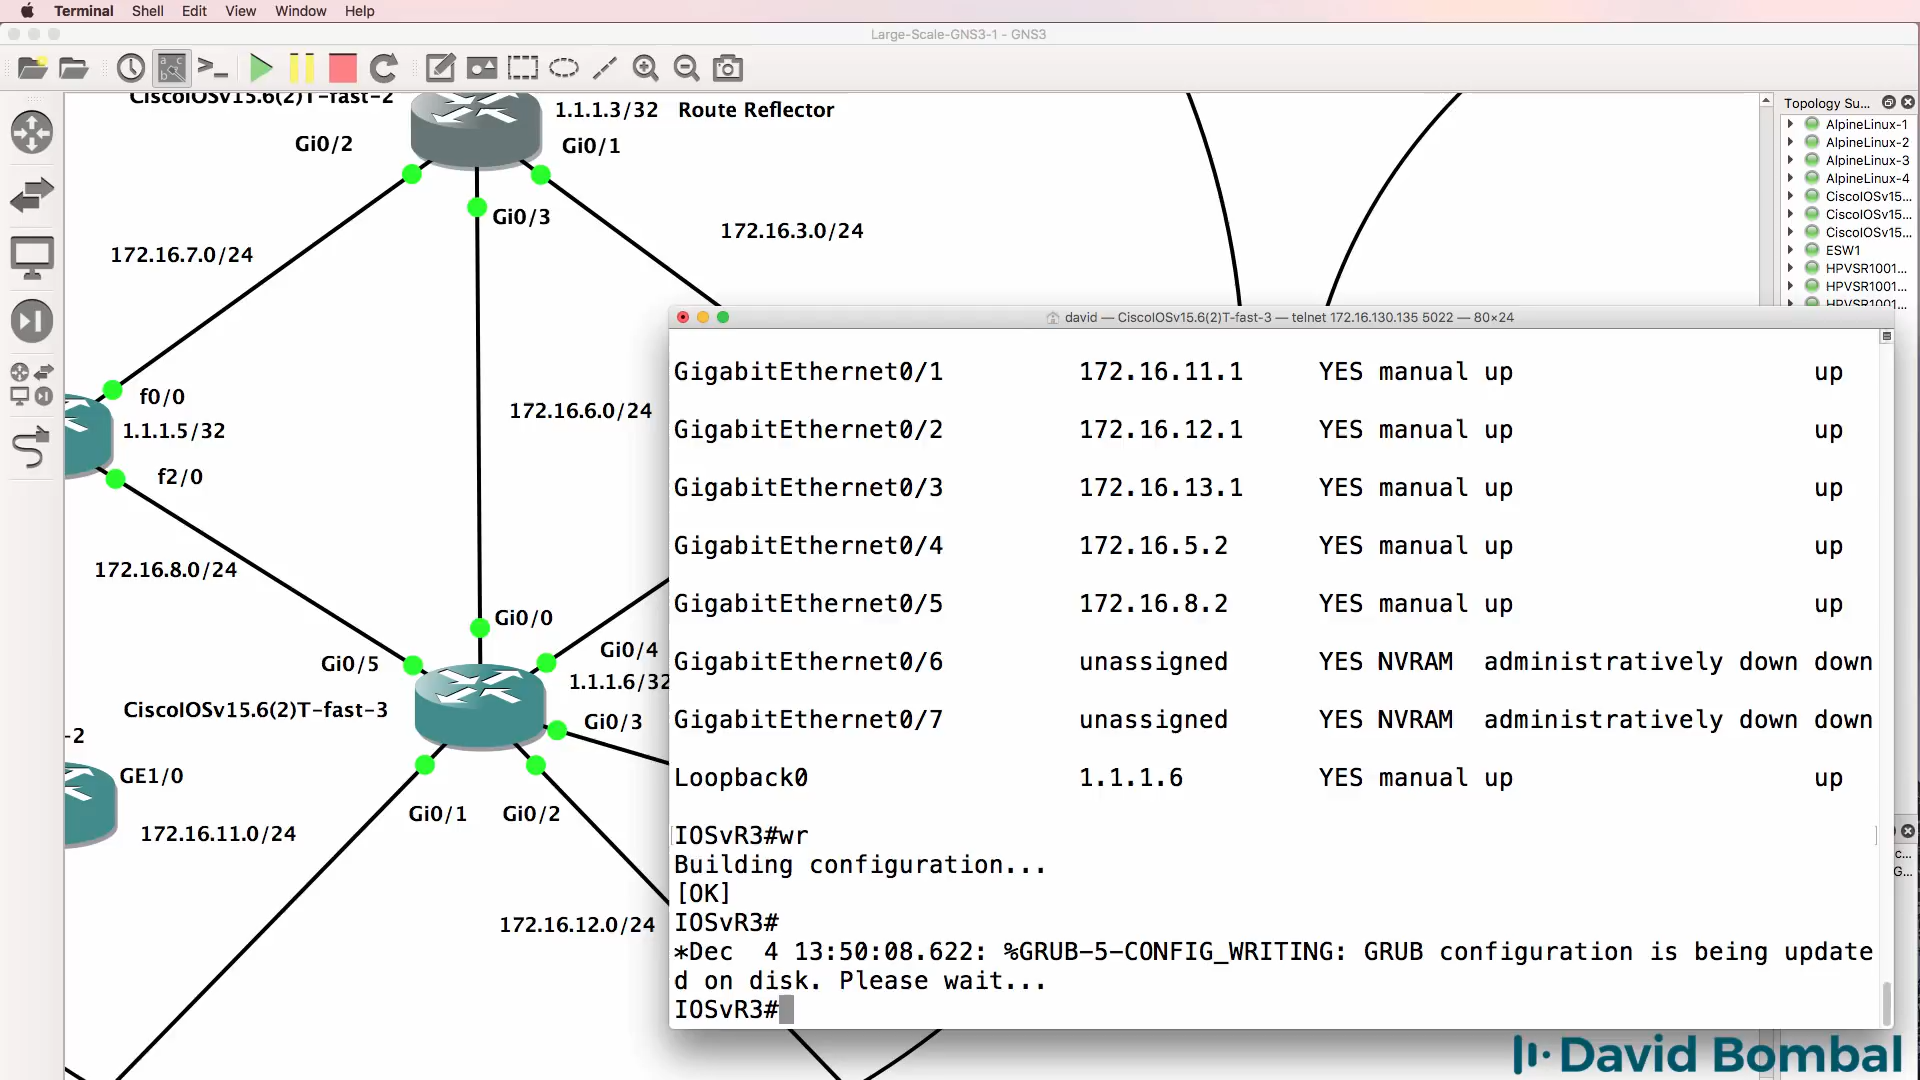 Terminal Shell Edit View Window Help
Large-Scale-GNS3-1 - GNS3
CiscoIOSv15.6(2)T-fast-2
1.1.1.3/32 Route Reflector
Gi0/2
Gi0/1
Gi0/3
172.16.3.0/24
172.16.7.0/24
f0/0
1.1.1.5/32
172.16.6.0/24
f2/0
172.16.8.0/24
Gi0/0
Gi0/4
Gi0/5
1.1.1.6/32
CiscoIOSv15.6(2)T-fast-3
Gi0/3
-2
GE1/0
Gi0/1
Gi0/2
172.16.11.0/24
172.16.12.0/24
Topology Su...
AlpineLinux-1
AlpineLinux-2
AlpineLinux-3
AlpineLinux-4
CiscoIOSv15...
CiscoIOSv15...
CiscoIOSv15...
ESW1
HPVSR1001...
HPVSR1001...
HPVSR1001...
c...
G...
david — CiscoIOSv15.6(2)T-fast-3 — telnet 172.16.130.135 5022 — 80×24
GigabitEthernet0/1 172.16.11.1 YES manual up up
GigabitEthernet0/2 172.16.12.1 YES manual up up
GigabitEthernet0/3 172.16.13.1 YES manual up up
GigabitEthernet0/4 172.16.5.2 YES manual up up
GigabitEthernet0/5 172.16.8.2 YES manual up up
GigabitEthernet0/6 unassigned YES NVRAM administratively down down
GigabitEthernet0/7 unassigned YES NVRAM administratively down down
Loopback0 1.1.1.6 YES manual up up
IOSvR3#wr
Building configuration...
[OK]
IOSvR3#
*Dec  4 13:50:08.622: %GRUB-5-CONFIG_WRITING: GRUB configuration is being update
d on disk. Please wait...
IOSvR3#
David Bombal